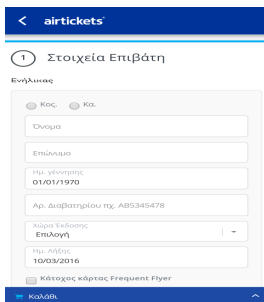 airtickets®
1 Στοιχεία Επιβάτη
Ενήλικας
Κος. Κα.
Όνομα
Επώνυμο
Ημ. γέννησης
01/01/1970
Αρ. Διαβατηρίου πχ. AB5345478
Χώρα Έκδοσης
Επιλογή
Ημ. Λήξης
10/03/2016
Κάτοχος κάρτας Frequent Flyer
Καλάθι